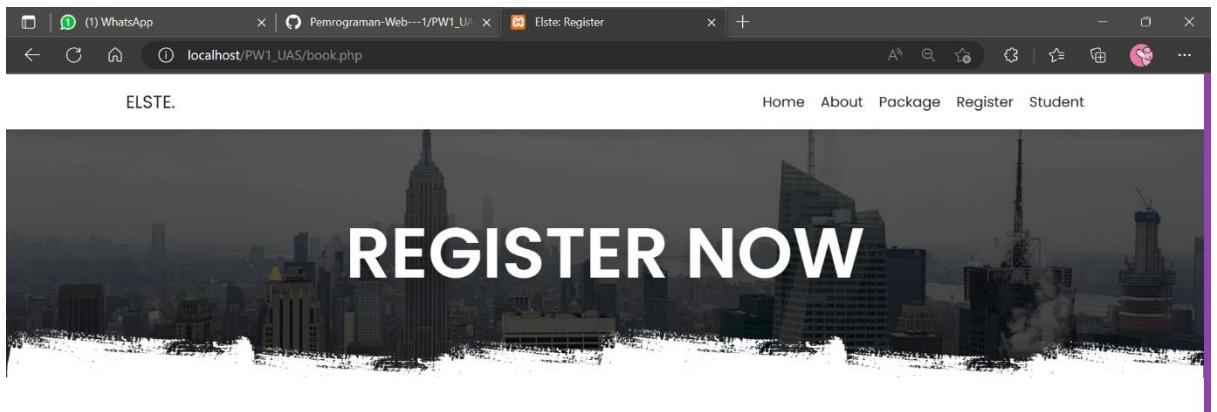 (1) WhatsApp
Pemrograman-Web---1/PW1_UA
Elste: Register
localhost/PW1_UAS/book.php
ELSTE.
Home About Package Register Student
REGISTER NOW